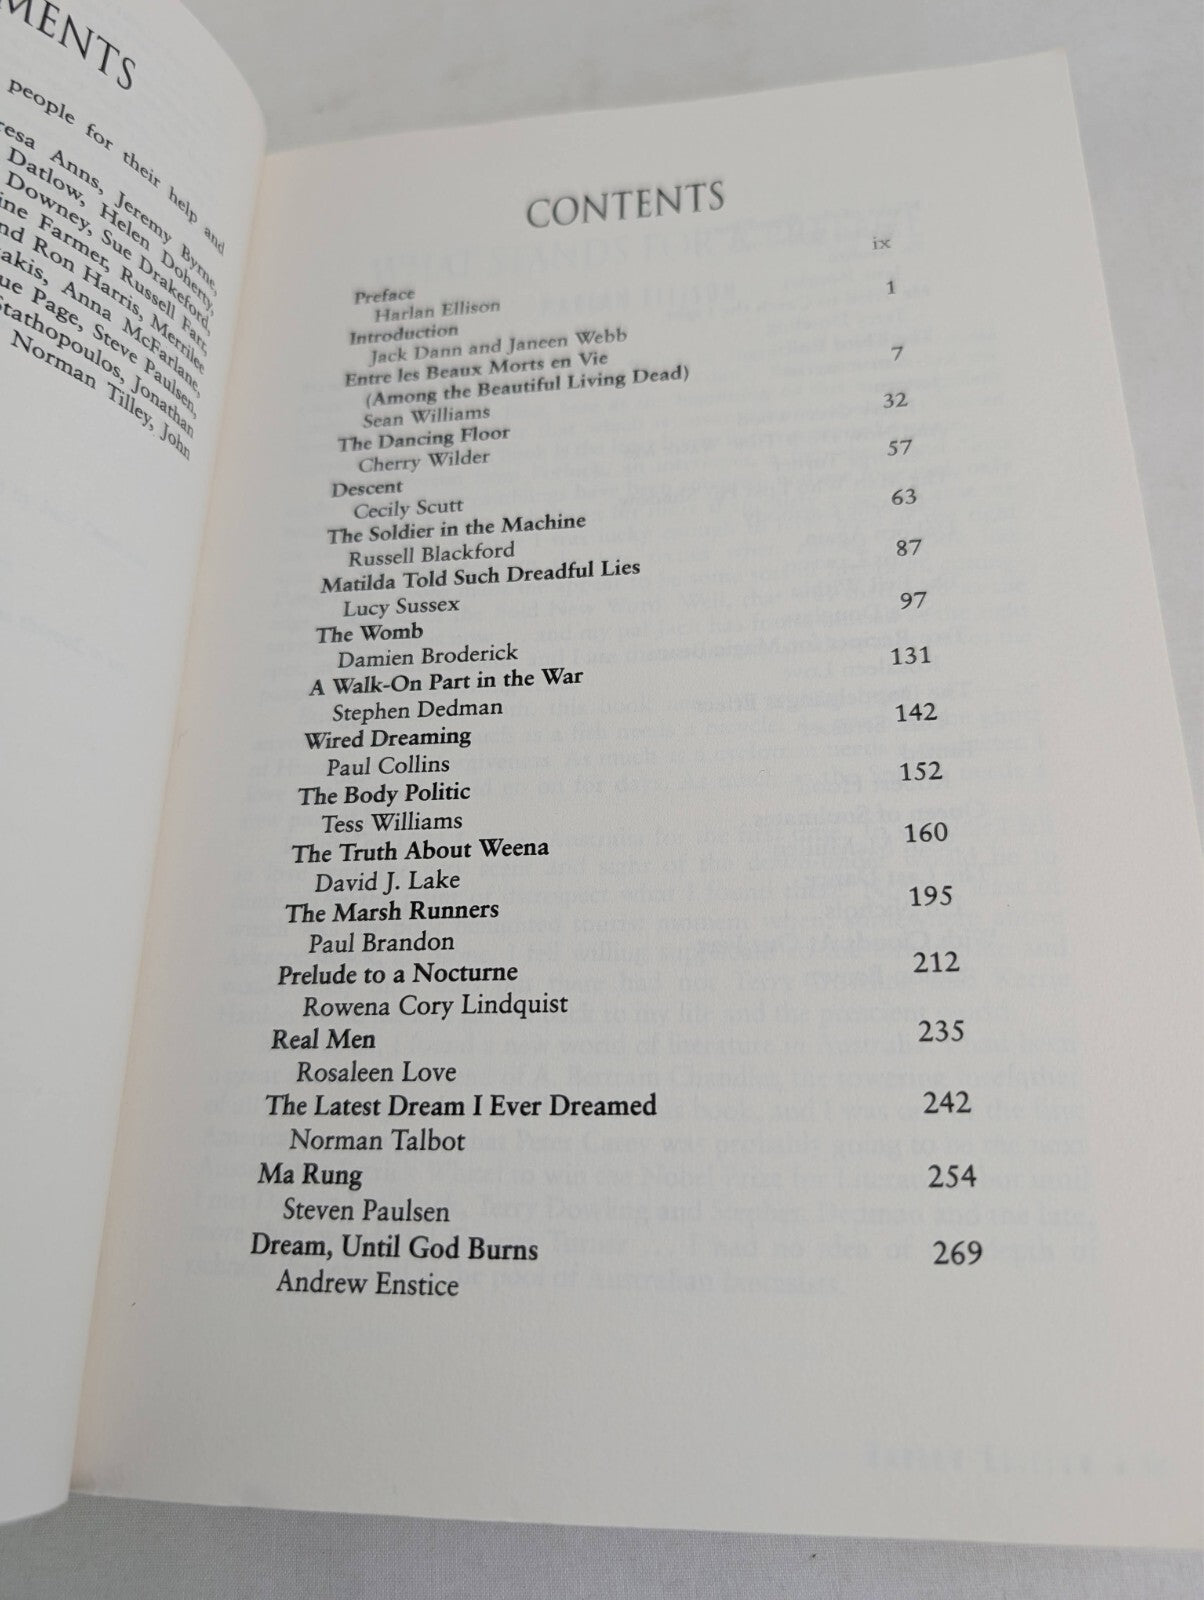 MENTS
people for their help and
resa Anns, Jeremy Byrne,
Datlow, Helen Doherty,
Downey, Sue Drakeford,
ine Farmer, Russell Farr,
nd Ron Harris, Merrilee
akis, Anna McFarlane,
ue Page, Steve Paulsen,
Stathopoulos, Jonathan
Norman Tilley, John
CONTENTS
Preface ix
Harlan Ellison
Introduction 1
Jack Dann and Janeen Webb
Entre les Beaux Morts en Vie
(Among the Beautiful Living Dead) 7
Sean Williams
The Dancing Floor 32
Cherry Wilder
Descent 57
Cecily Scutt
The Soldier in the Machine 63
Russell Blackford
Matilda Told Such Dreadful Lies 87
Lucy Sussex
The Womb 97
Damien Broderick
A Walk-On Part in the War 131
Stephen Dedman
Wired Dreaming 142
Paul Collins
The Body Politic 152
Tess Williams
The Truth About Weena 160
David J. Lake
The Marsh Runners 195
Paul Brandon
Prelude to a Nocturne 212
Rowena Cory Lindquist
Real Men 235
Rosaleen Love
The Latest Dream I Ever Dreamed 242
Norman Talbot
Ma Rung 254
Steven Paulsen
Dream, Until God Burns 269
Andrew Enstice